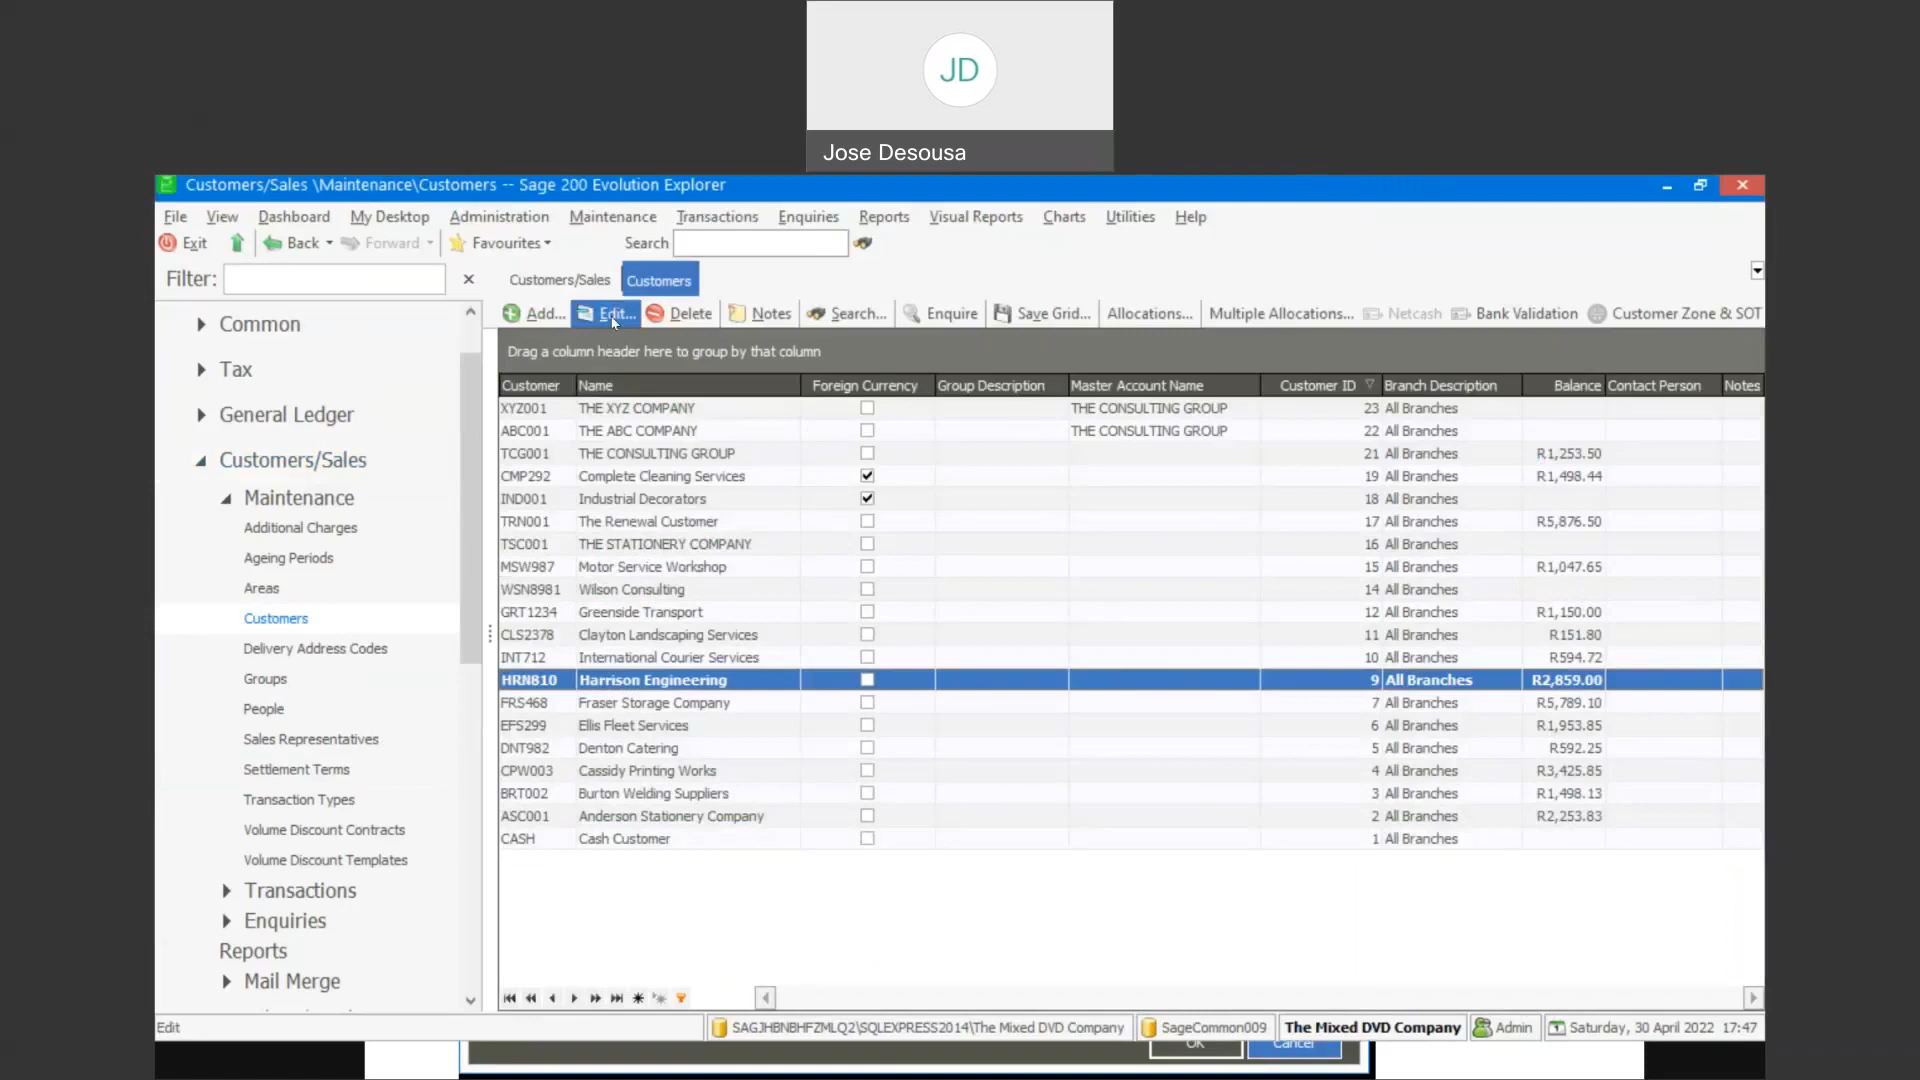 JD
Jose Desousa
Customers/Sales \Maintenance\Customers -- Sage 200 Evolution Explorer
File View Dashboard My Desktop Administration Maintenance Transactions Enquiries Reports Visual Reports Charts Utilities Help
Exit Back Forward Favourites Search
Filter: Customers/Sales Customers
Add... Edit... Delete Notes Search... Enquire Save Grid... Allocations... Multiple Allocations... Netcash Bank Validation Customer Zone & SOT
Drag a column header here to group by that column
Customer Name Foreign Currency Group Description Master Account Name Customer ID Branch Description Balance Contact Person Notes
XYZ001 THE XYZ COMPANY THE CONSULTING GROUP 23 All Branches
ABC001 THE ABC COMPANY THE CONSULTING GROUP 22 All Branches
TCG001 THE CONSULTING GROUP 21 All Branches R1,253.50
CMP292 Complete Cleaning Services 19 All Branches R1,498.44
IND001 Industrial Decorators 18 All Branches
TRN001 The Renewal Customer 17 All Branches R5,876.50
TSC001 THE STATIONERY COMPANY 16 All Branches
MSW987 Motor Service Workshop 15 All Branches R1,047.65
WSN8981 Wilson Consulting 14 All Branches
GRT1234 Greenside Transport 12 All Branches R1,150.00
CLS2378 Clayton Landscaping Services 11 All Branches R151.80
INT712 International Courier Services 10 All Branches R594.72
HRN810 Harrison Engineering 9 All Branches R2,859.00
FRS468 Fraser Storage Company 7 All Branches R5,789.10
EFS299 Ellis Fleet Services 6 All Branches R1,953.85
DNT982 Denton Catering 5 All Branches R592.25
CPW003 Cassidy Printing Works 4 All Branches R3,425.85
BRT002 Burton Welding Suppliers 3 All Branches R1,498.13
ASC001 Anderson Stationery Company 2 All Branches R2,253.83
CASH Cash Customer 1 All Branches
Common
Tax
General Ledger
Customers/Sales
Maintenance
Additional Charges
Ageing Periods
Areas
Customers
Delivery Address Codes
Groups
People
Sales Representatives
Settlement Terms
Transaction Types
Volume Discount Contracts
Volume Discount Templates
Transactions
Enquiries
Reports
Mail Merge
Edit SAGJHBNBHFZMLQ2\SQLEXPRESS2014\The Mixed DVD Company SageCommon009 The Mixed DVD Company Admin Saturday, 30 April 2022 17:47
OK Cancel